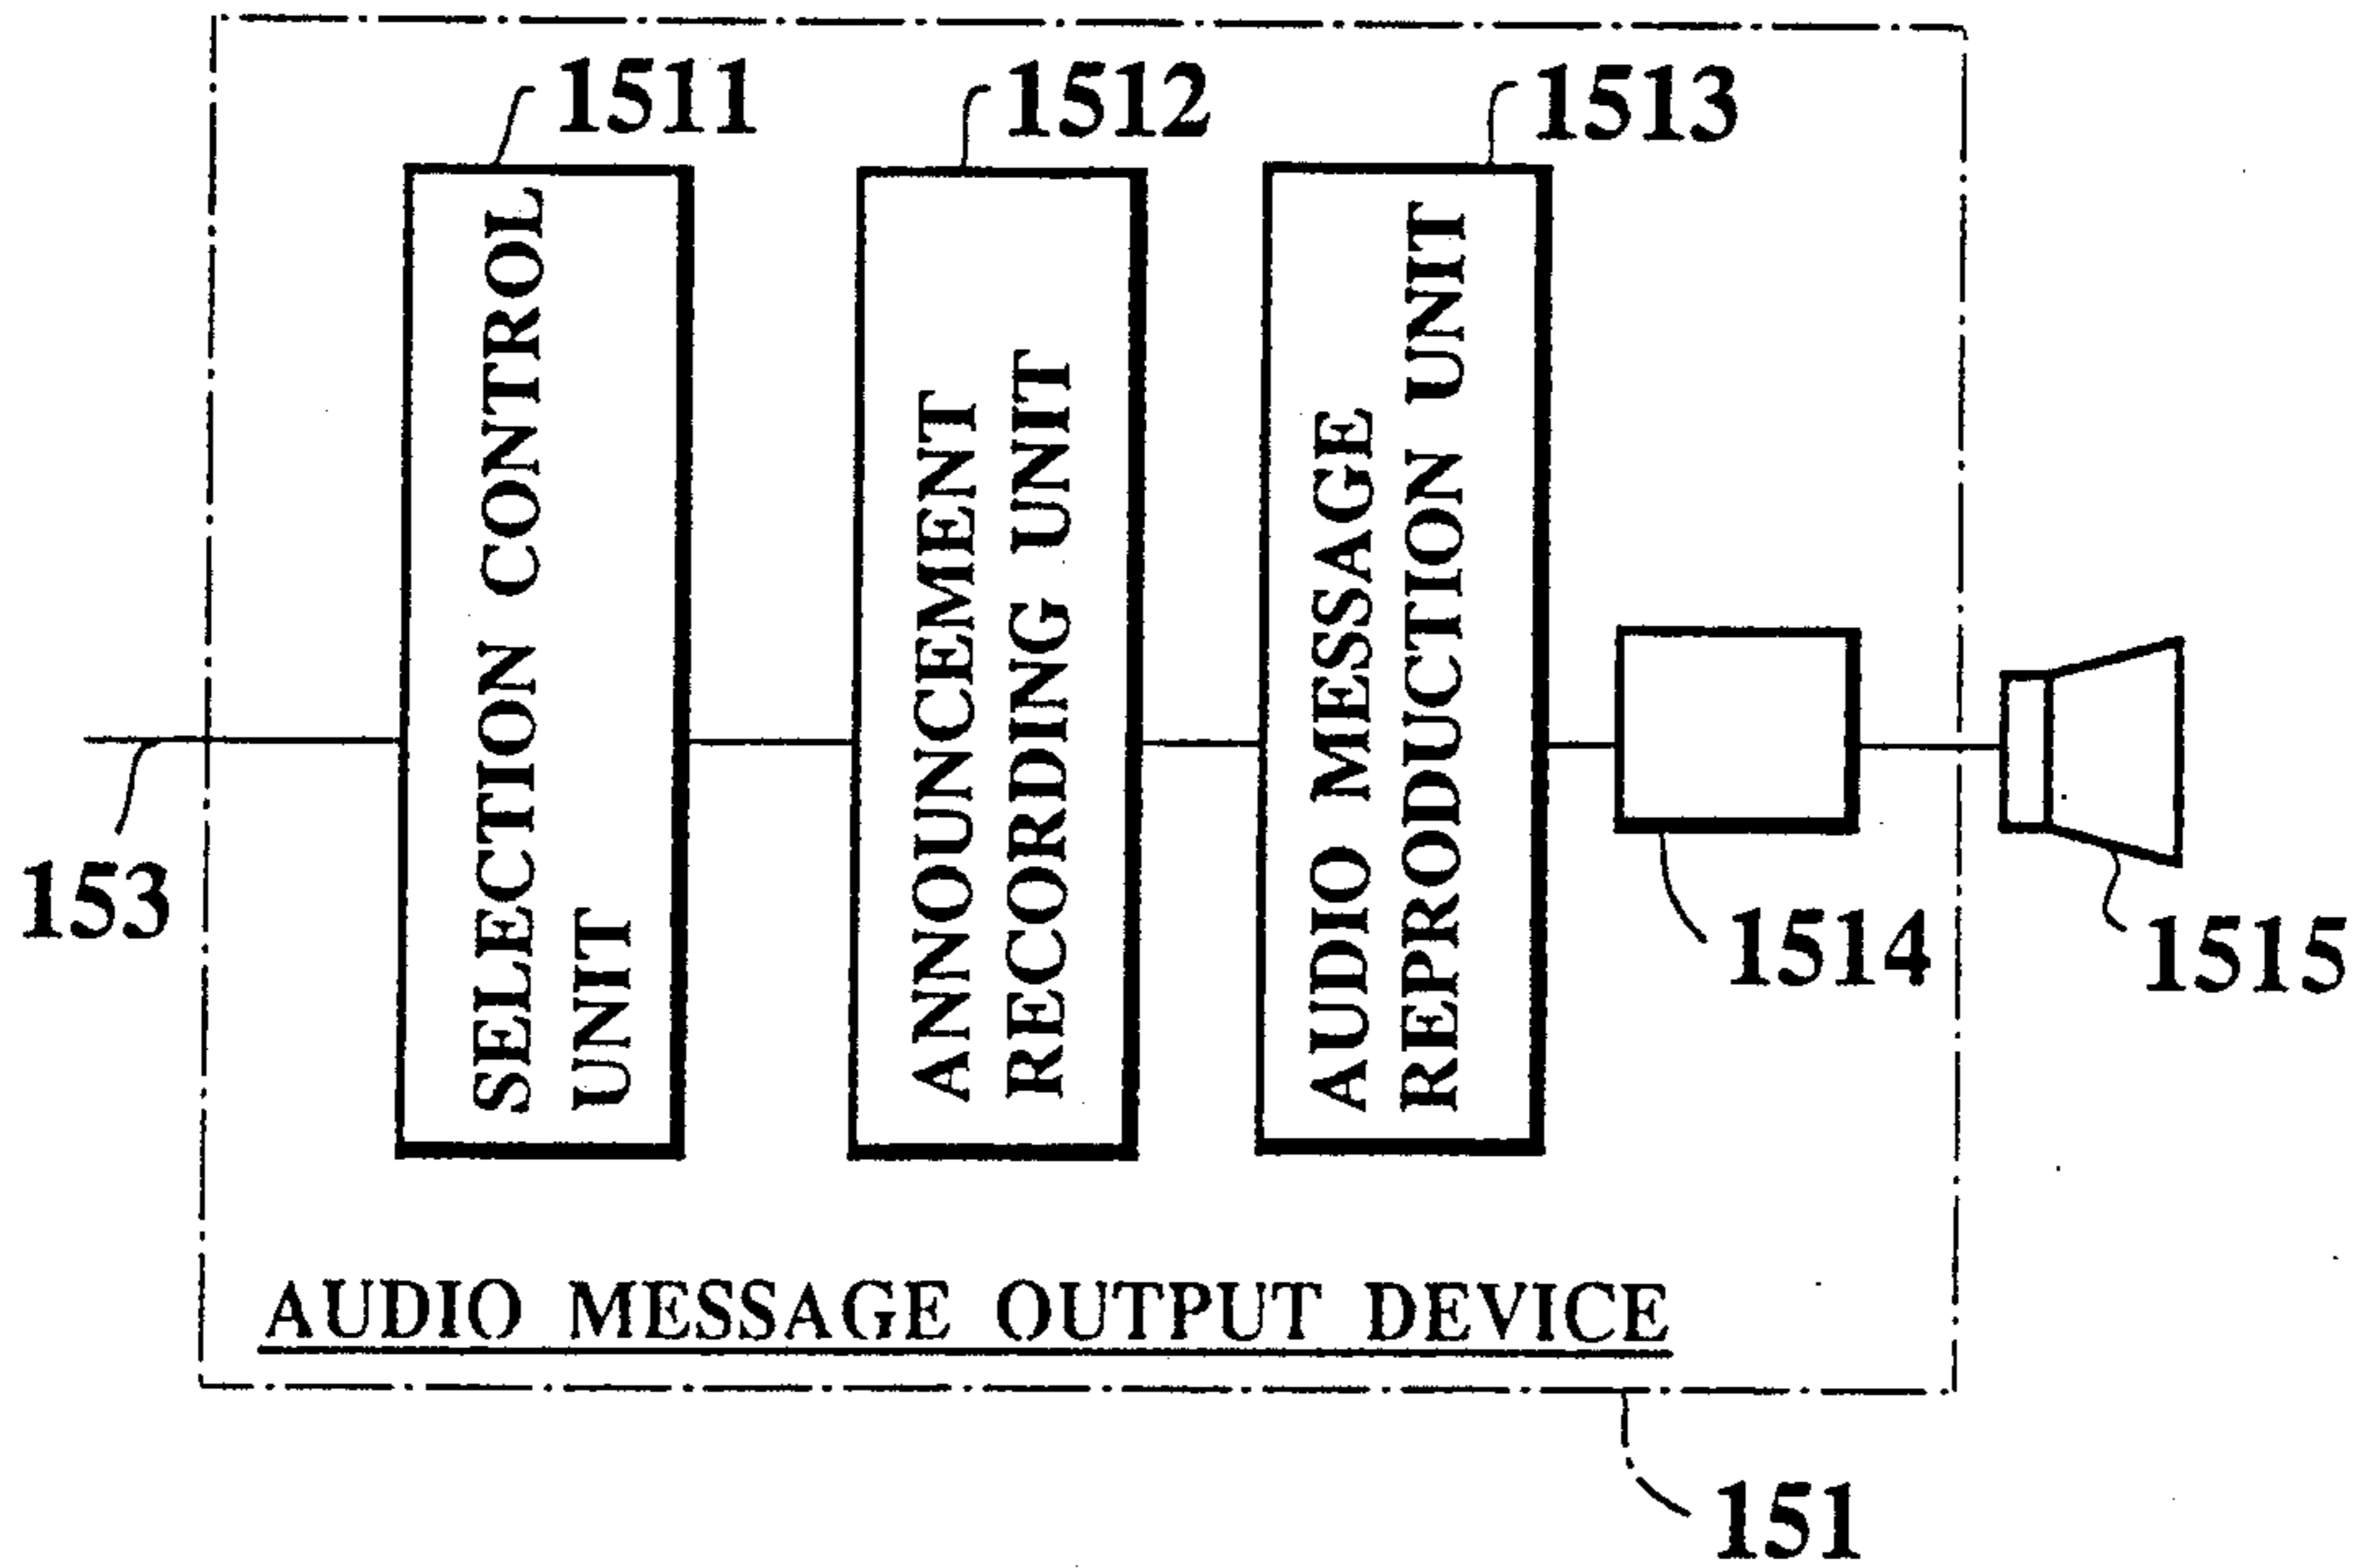 1511
1512
1513
SELECTION CONTROL
UNIT
ANNOUNCEMENT
RECORDING UNIT
AUDIO MESSAGE
REPRODUCTION UNIT
153
1514
1515
AUDIO MESSAGE OUTPUT DEVICE
151